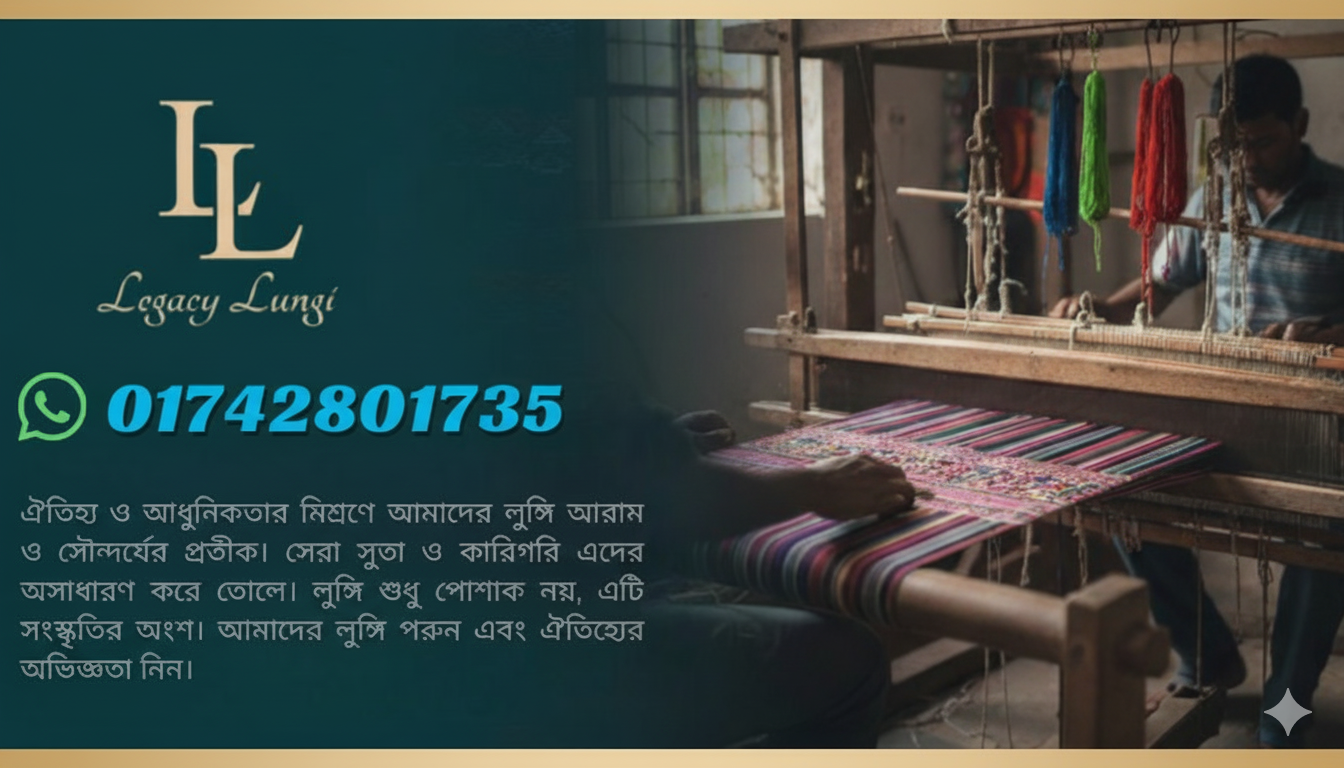 LL
Legacy Lungi
01742801735
ঐতিহ্য ও আধুনিকতার মিশ্রণে আমাদের লুঙ্গি আরাম
ও সৌন্দর্যের প্রতীক। সেরা সুতা ও কারিগরি এদের
অসাধারণ করে তোলে। লুঙ্গি শুধু পোশাক নয়, এটি
সংস্কৃতির অংশ। আমাদের লুঙ্গি পরুন এবং ঐতিহ্যের
অভিজ্ঞতা নিন।